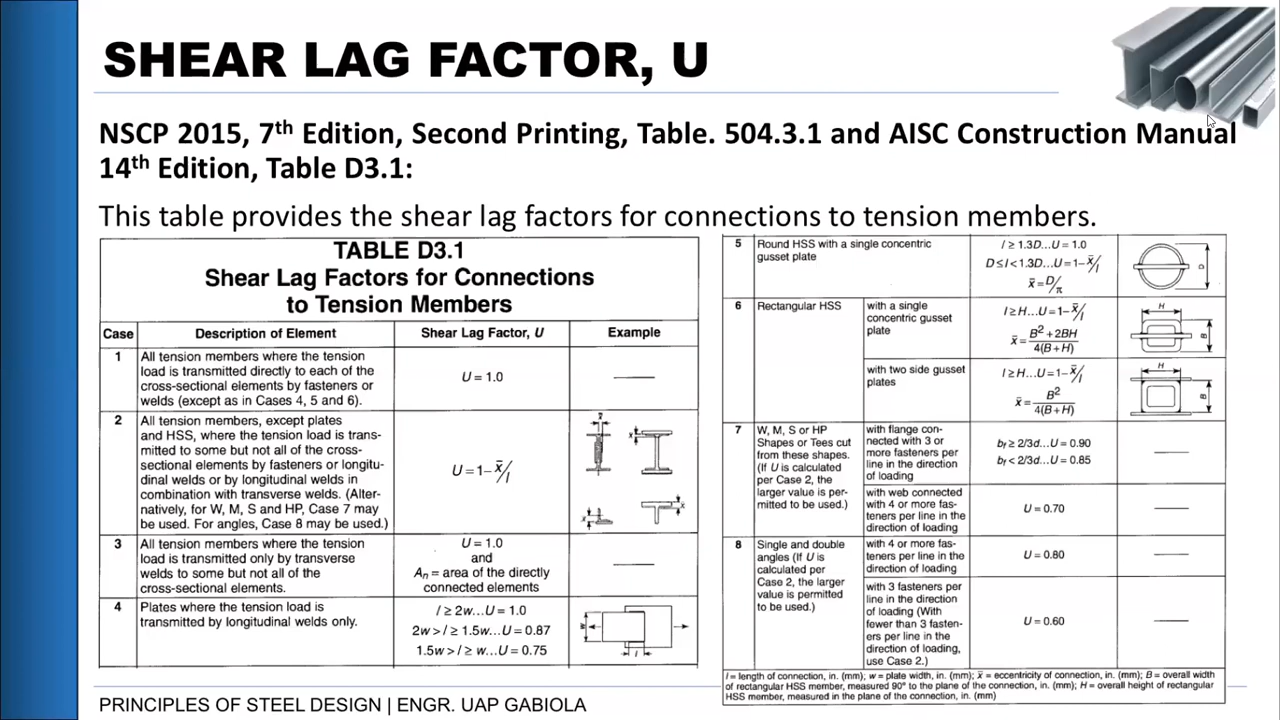 SHEAR LAG FACTOR, U
NSCP 2015, 7th Edition, Second Printing, Table. 504.3.1 and AISC Construction Manual
14th Edition, Table D3.1:
This table provides the shear lag factors for connections to tension members.
TABLE D3.1
Shear Lag Factors for Connections
to Tension Members
Case Description of Element Shear Lag Factor, U Example
1 All tension members where the tension
load is transmitted directly to each of the
cross-sectional elements by fasteners or
welds (except as in Cases 4, 5 and 6).
U = 1.0
2 All tension members, except plates
and HSS, where the tension load is trans-
mitted to some but not all of the cross-
sectional elements by fasteners or longitu-
dinal welds or by longitudinal welds in
combination with transverse welds. (Alter-
natively, for W, M, S and HP, Case 7 may
be used. For angles, Case 8 may be used.)
U=1−x̄/l
x̄
x̄
x̄
x̄
3 All tension members where the tension
load is transmitted only by transverse
welds to some but not all of the
cross-sectional elements.
U = 1.0
and
An = area of the directly
connected elements
4 Plates where the tension load is
transmitted by longitudinal welds only.
l ≥ 2w...U = 1.0
2w > l ≥ 1.5w...U = 0.87
1.5w > l ≥ w...U = 0.75
w
l
5 Round HSS with a single concentric
gusset plate
l ≥ 1.3D...U = 1.0
D ≤ l < 1.3D...U=1−x̄/l
x̄ = D/π
D
6 Rectangular HSS
with a single
concentric gusset
plate
l ≥ H...U=1−x̄/l
x̄ = B²+2BH
4(B+H)
H
B
with two side gusset
plates
l ≥ H...U=1−x̄/l
x̄ = B²
4(B+H)
H
B
7 W, M, S or HP
Shapes or Tees cut
from these shapes.
(If U is calculated
per Case 2, the
larger value is per-
mitted to be used.)
with flange con-
nected with 3 or
more fasteners per
line in the direction
of loading
bf ≥ 2/3d...U = 0.90
bf < 2/3d...U = 0.85
with web connected
with 4 or more fas-
teners per line in the
direction of loading
U = 0.70
8 Single and double
angles (If U is
calculated per
Case 2, the larger
value is permitted
to be used.)
with 4 or more fas-
teners per line in the
direction of loading
U = 0.80
with 3 fasteners per
line in the direction
of loading (With
fewer than 3 fasten-
ers per line in the
direction of loading,
use Case 2.)
U = 0.60
l = length of connection, in. (mm); w = plate width, in. (mm); x̄ = eccentricity of connection, in. (mm); B = overall width
of rectangular HSS member, measured 90° to the plane of the connection, in. (mm); H = overall height of rectangular
HSS member, measured in the plane of the connection, in. (mm)
PRINCIPLES OF STEEL DESIGN | ENGR. UAP GABIOLA